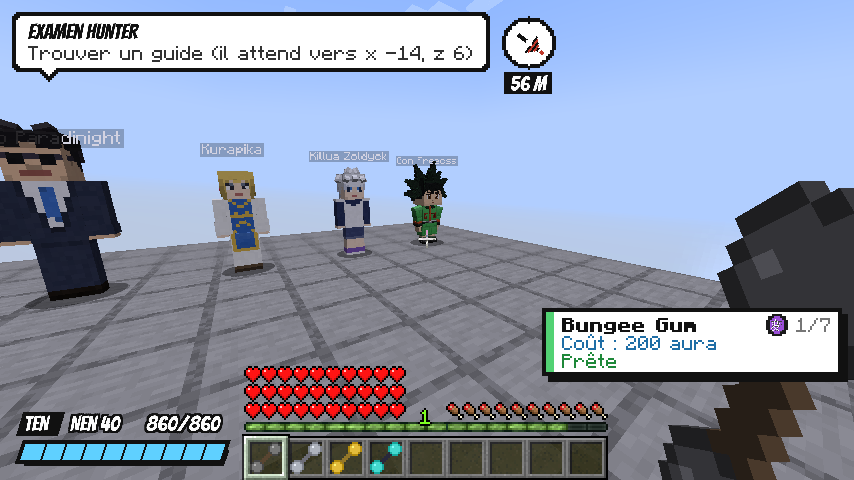 EXAMEN HUNTER
Trouver un guide (il attend vers x -14, z 6)
56 M
Paradinight
Kurapika
Killua Zoldyck
Gon Freecss
Bungee Gum
1/7
Coût : 200 aura
Prête
TEN
NEN 40
860/860
1